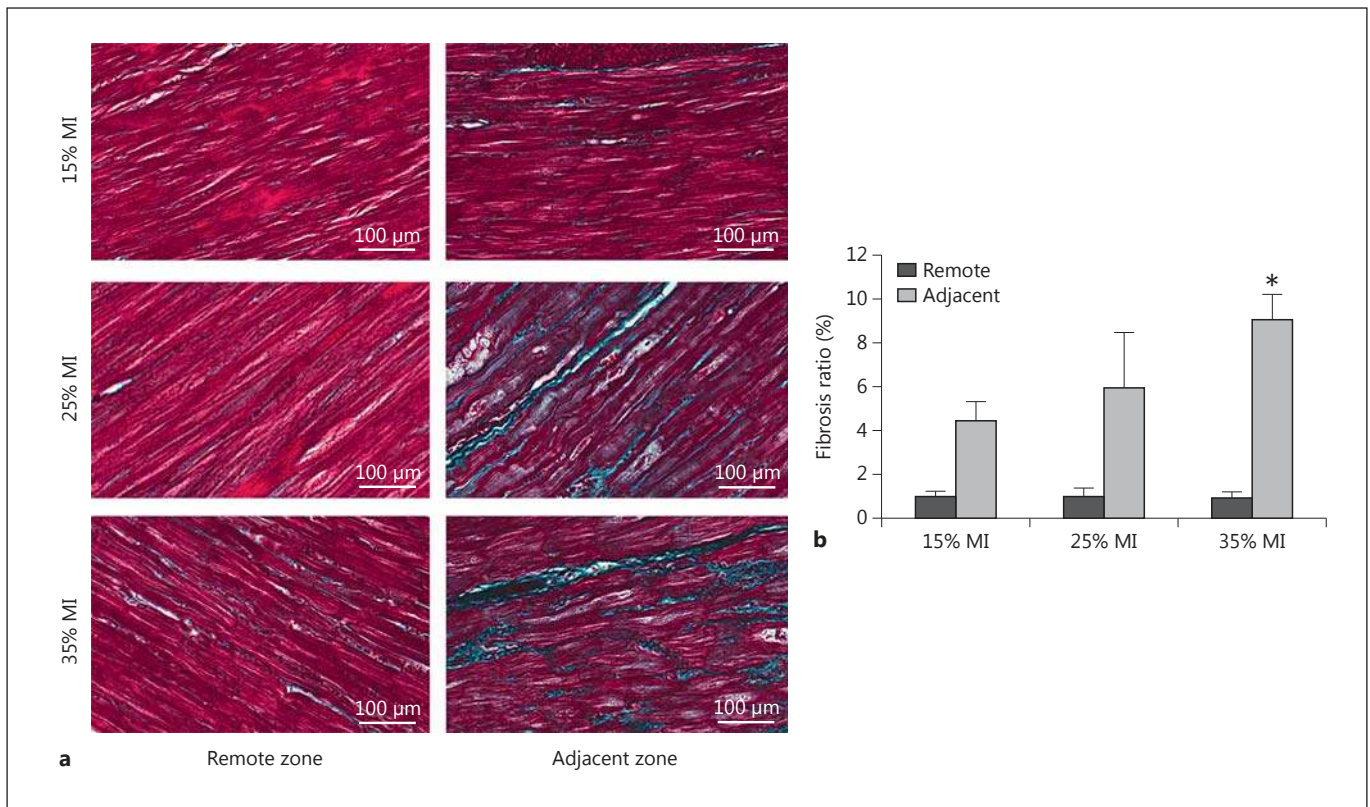 15% MI
100 μm
100 μm
25% MI
100 μm
100 μm
35% MI
100 μm
100 μm
a
Remote zone
Adjacent zone
Fibrosis ratio (%)
12
10
8
6
4
2
0
Remote
Adjacent
*
15% MI
25% MI
35% MI
b